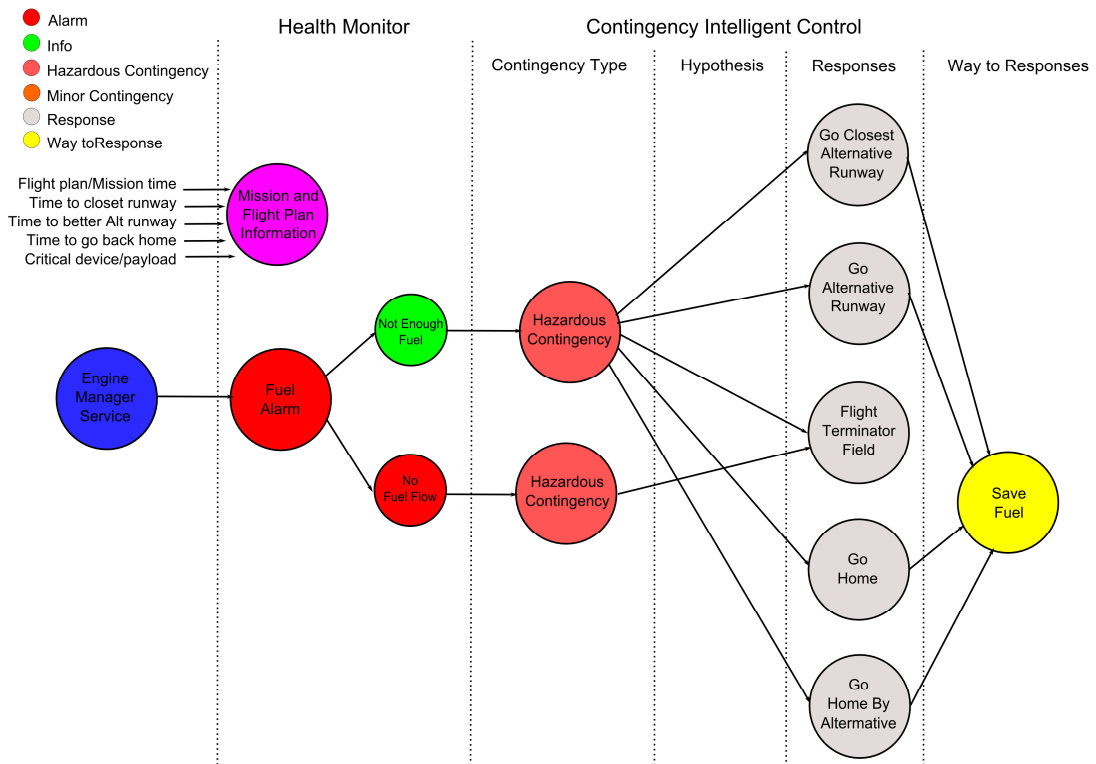 Alarm
Info
Hazardous Contingency
Minor Contingency
Response
Way toResponse
Health Monitor
Contingency Intelligent Control
Contingency Type
Hypothesis
Responses
Way to Responses
Flight plan/Mission time
Time to closet runway
Time to better Alt runway
Time to go back home
Critical device/payload
Mission and
Flight Plan
Information
Engine
Manager
Service
Fuel
Alarm
Not Enough
Fuel
No
Fuel Flow
Hazardous
Contingency
Hazardous
Contingency
Go Closest
Alternative
Runway
Go
Alternative
Runway
Flight
Terminator
Field
Go
Home
Go
Home By
Altermative
Save
Fuel